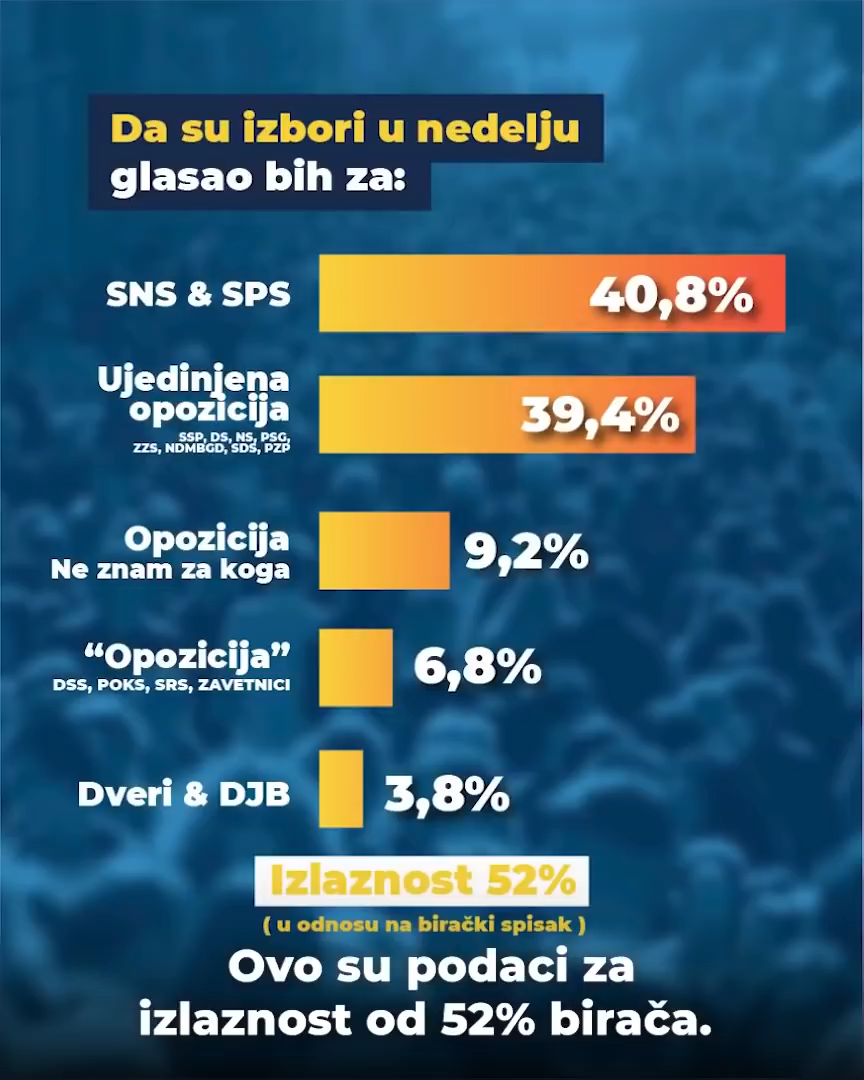 Da su izbori u nedelju
glasao bih za:
SNS & SPS
40,8%
Ujedinjena
opozicija
SSP, DS, NS, PSG,
ZZS, NDMBGD, SDS, PZP
39,4%
Opozicija
Ne znam za koga
9,2%
“Opozicija”
DSS, POKS, SRS, ZAVETNICI
6,8%
Dveri & DJB
3,8%
Izlaznost 52%
( u odnosu na birački spisak )
Ovo su podaci za
izlaznost od 52% birača.